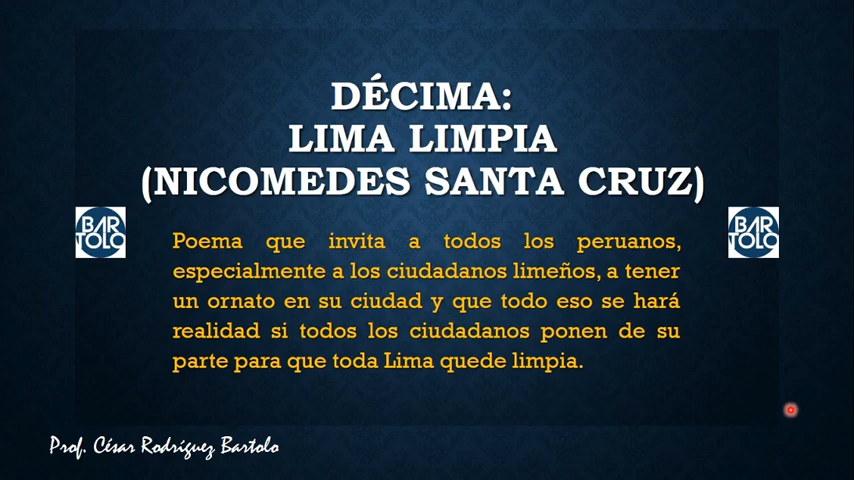 DÉCIMA:
LIMA LIMPIA
(NICOMEDES SANTA CRUZ)
BAR
TOLO
BAR
TOLO
Poema que invita a todos los peruanos,
especialmente a los ciudadanos limeños, a tener
un ornato en su ciudad y que todo eso se hará
realidad si todos los ciudadanos ponen de su
parte para que toda Lima quede limpia.
Prof. César Rodríguez Bartolo